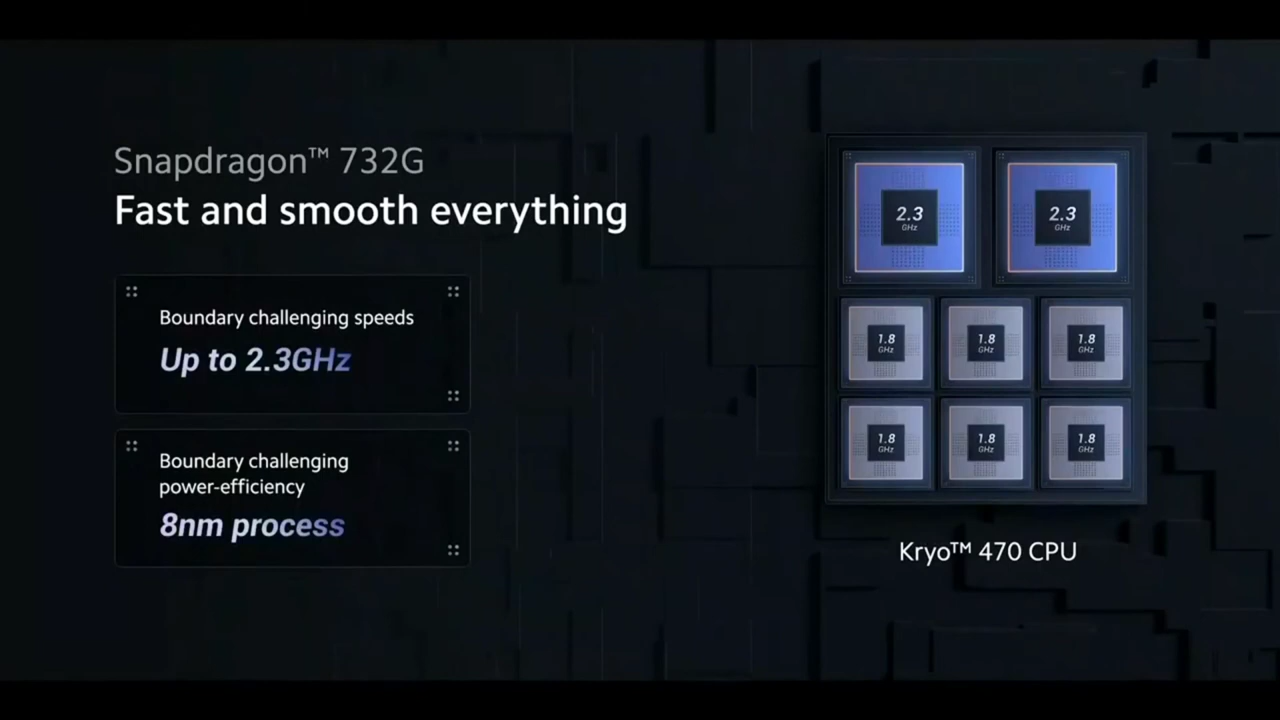 Snapdragon™ 732G
Fast and smooth everything
Boundary challenging speeds
Up to 2.3GHz
Boundary challenging
power-efficiency
8nm process
2.3
GHz
2.3
GHz
1.8
GHz
1.8
GHz
1.8
GHz
1.8
GHz
1.8
GHz
1.8
GHz
Kryo™ 470 CPU